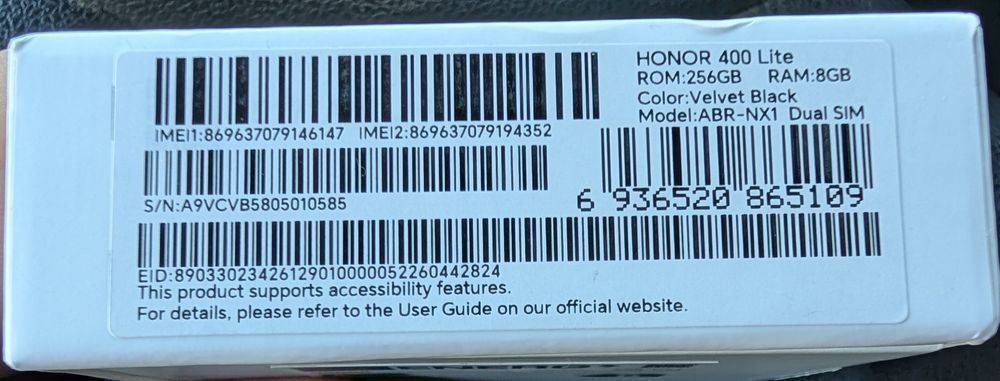 HONOR 400 Lite
ROM:256GB RAM:8GB
Color:Velvet Black
Model:ABR-NX1 Dual SIM
IMEI1:869637079146147 IMEI2:869637079194352
S/N:A9VCVB5805010585
6 936520 865109
EID:89033023426129010000052260442824
This product supports accessibility features.
For details, please refer to the User Guide on our official website.